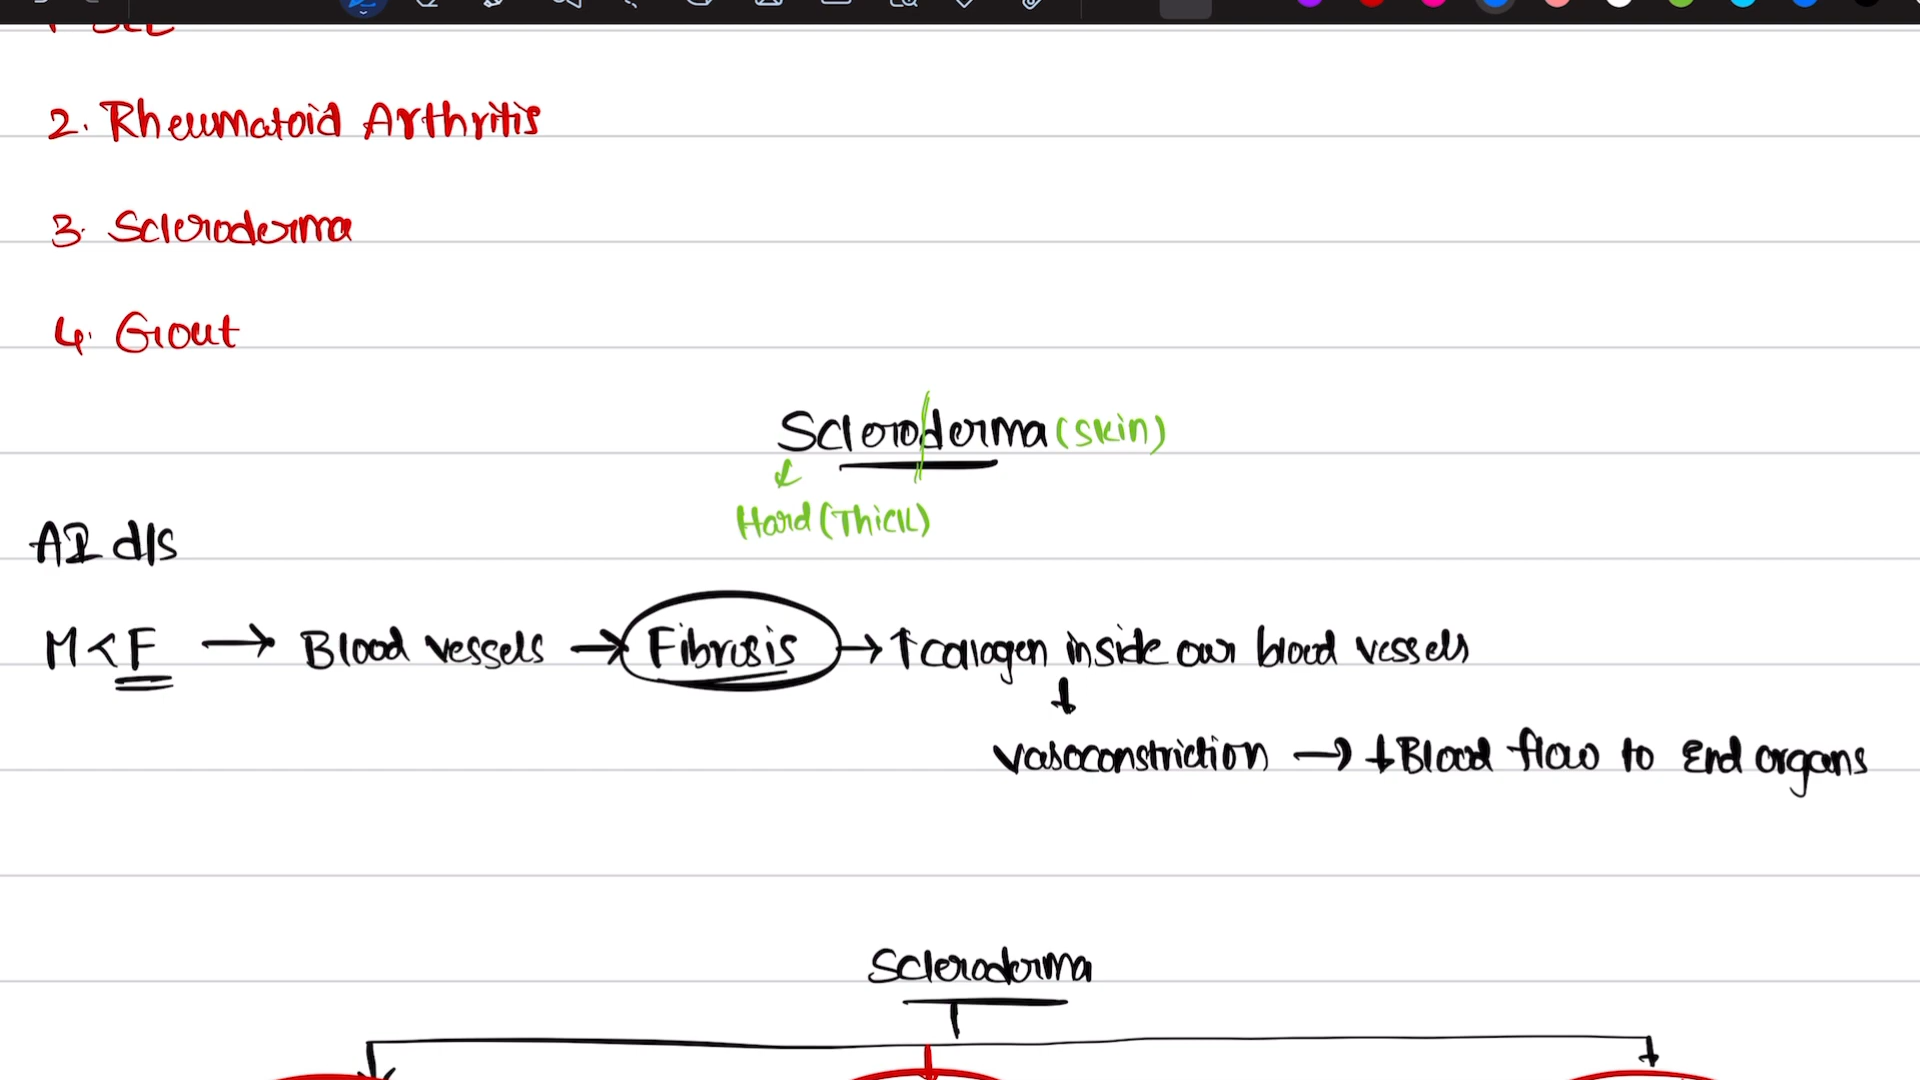 2. Rheumatoid Arthritis
3. Scleroderma
4. Gout
Scleroderma (skin)
Hard (Thick)
AI d/s
M < F → Blood vessels → Fibrosis → ↑ collagen inside our blood vessels
↓
vasoconstriction → ↓ Blood flow to End organs
Scleroderma